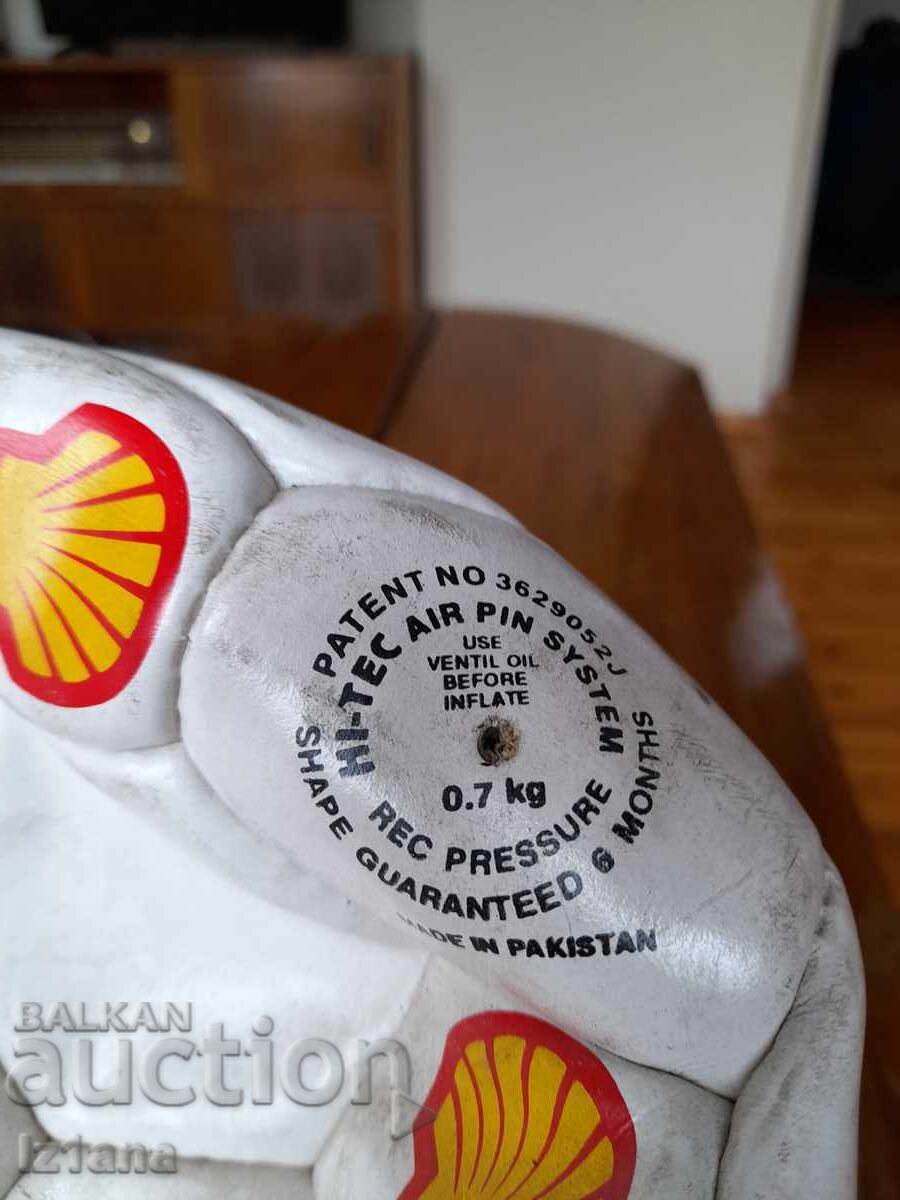 PATENT NO 3629052J
HI-TEC AIR PIN SYSTEM
USE
VENTIL OIL
BEFORE
INFLATE
0.7 kg
REC PRESSURE
SHAPE GUARANTEED 6 MONTHS
MADE IN PAKISTAN
BALKAN
auction
Iz1ana